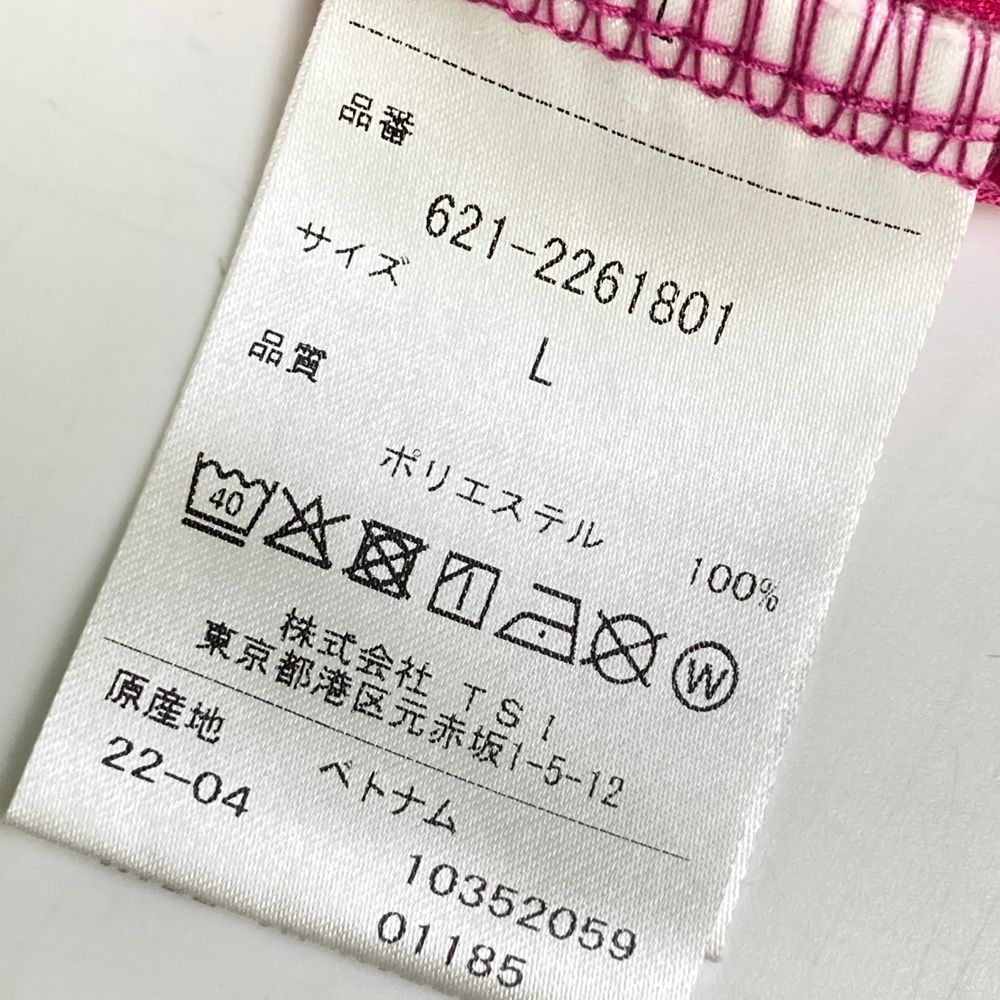 品番
621-2261801
サイズ
L
品質
ポリエステル 100%
40
W
株式会社 TSI
東京都港区元赤坂1-5-12
原産地
ベトナム
22-04
10352059
01185